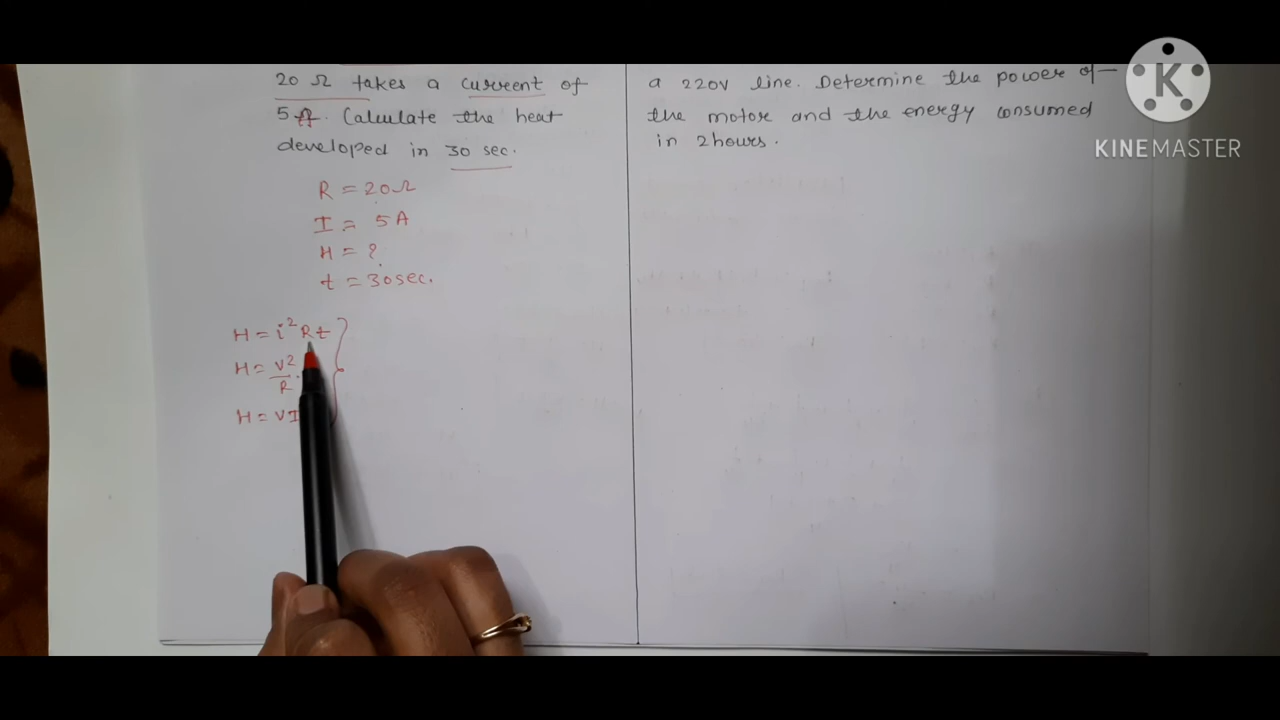 20 Ω takes a current of
5A. Calculate the heat
developed in 30 sec.
R = 20Ω
I = 5 A
H = ?
t = 30sec.
H = i²Rt
H = V²/R
H = VI
a 220V line. Determine the power of
the motor and the energy consumed
in 2hours.
K
KINEMASTER